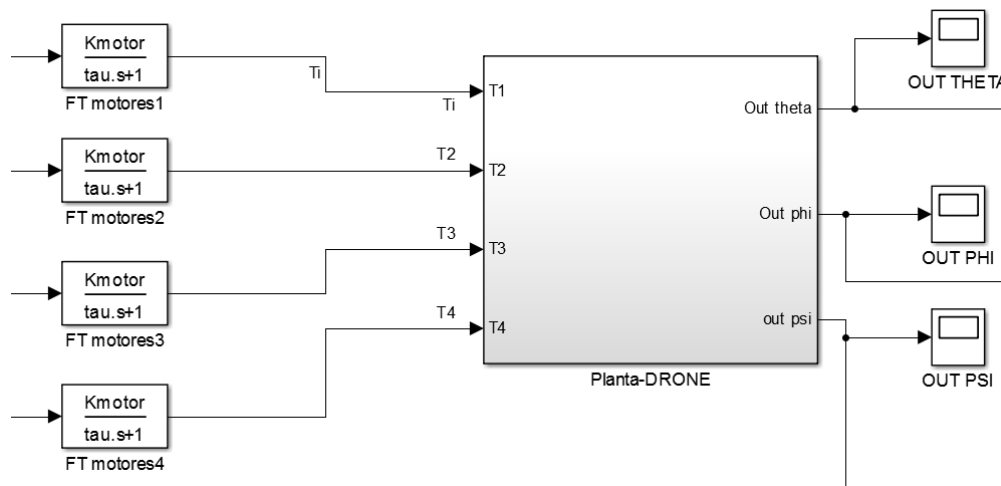 Kmotor
tau.s+1
FT motores1
Ti
Ti
T1
Out theta
OUT THETA
Kmotor
tau.s+1
FT motores2
T2
T2
Out phi
OUT PHI
Kmotor
tau.s+1
FT motores3
T3
T3
out psi
OUT PSI
Kmotor
tau.s+1
FT motores4
T4
T4
Planta-DRONE